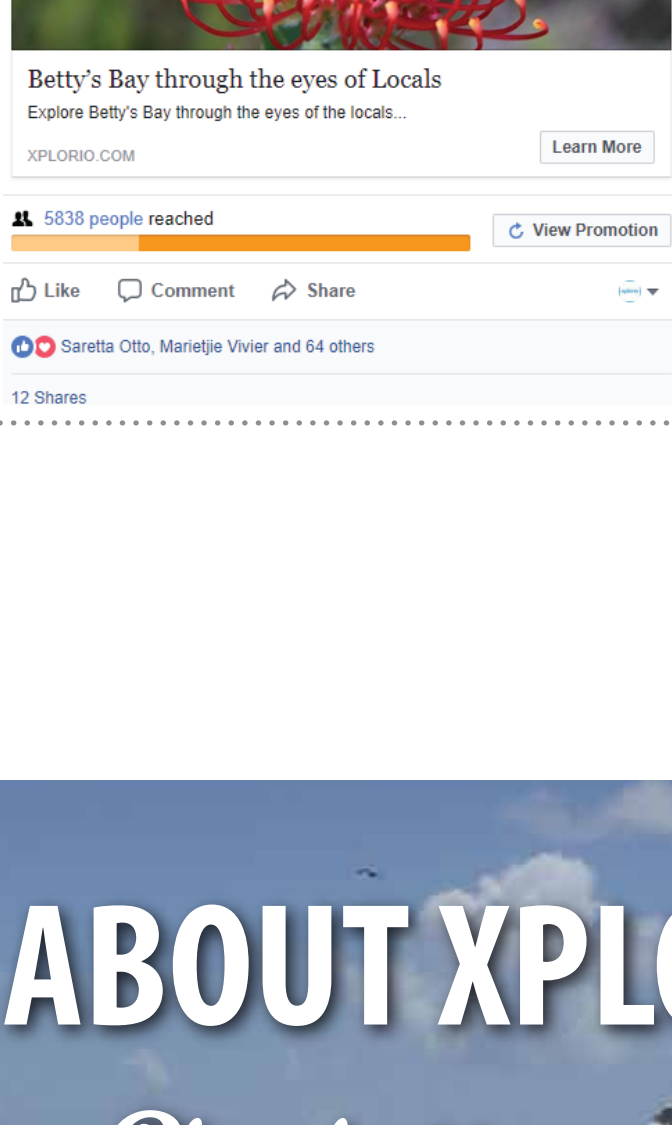 Betty's Bay through the eyes of Locals
Explore Betty's Bay through the eyes of the locals...
XPLORIO.COM
Learn More
5838 people reached
View Promotion
Like Comment Share
Saretta Otto, Marietjie Vivier and 64 others
12 Shares
ABOUT XPLO